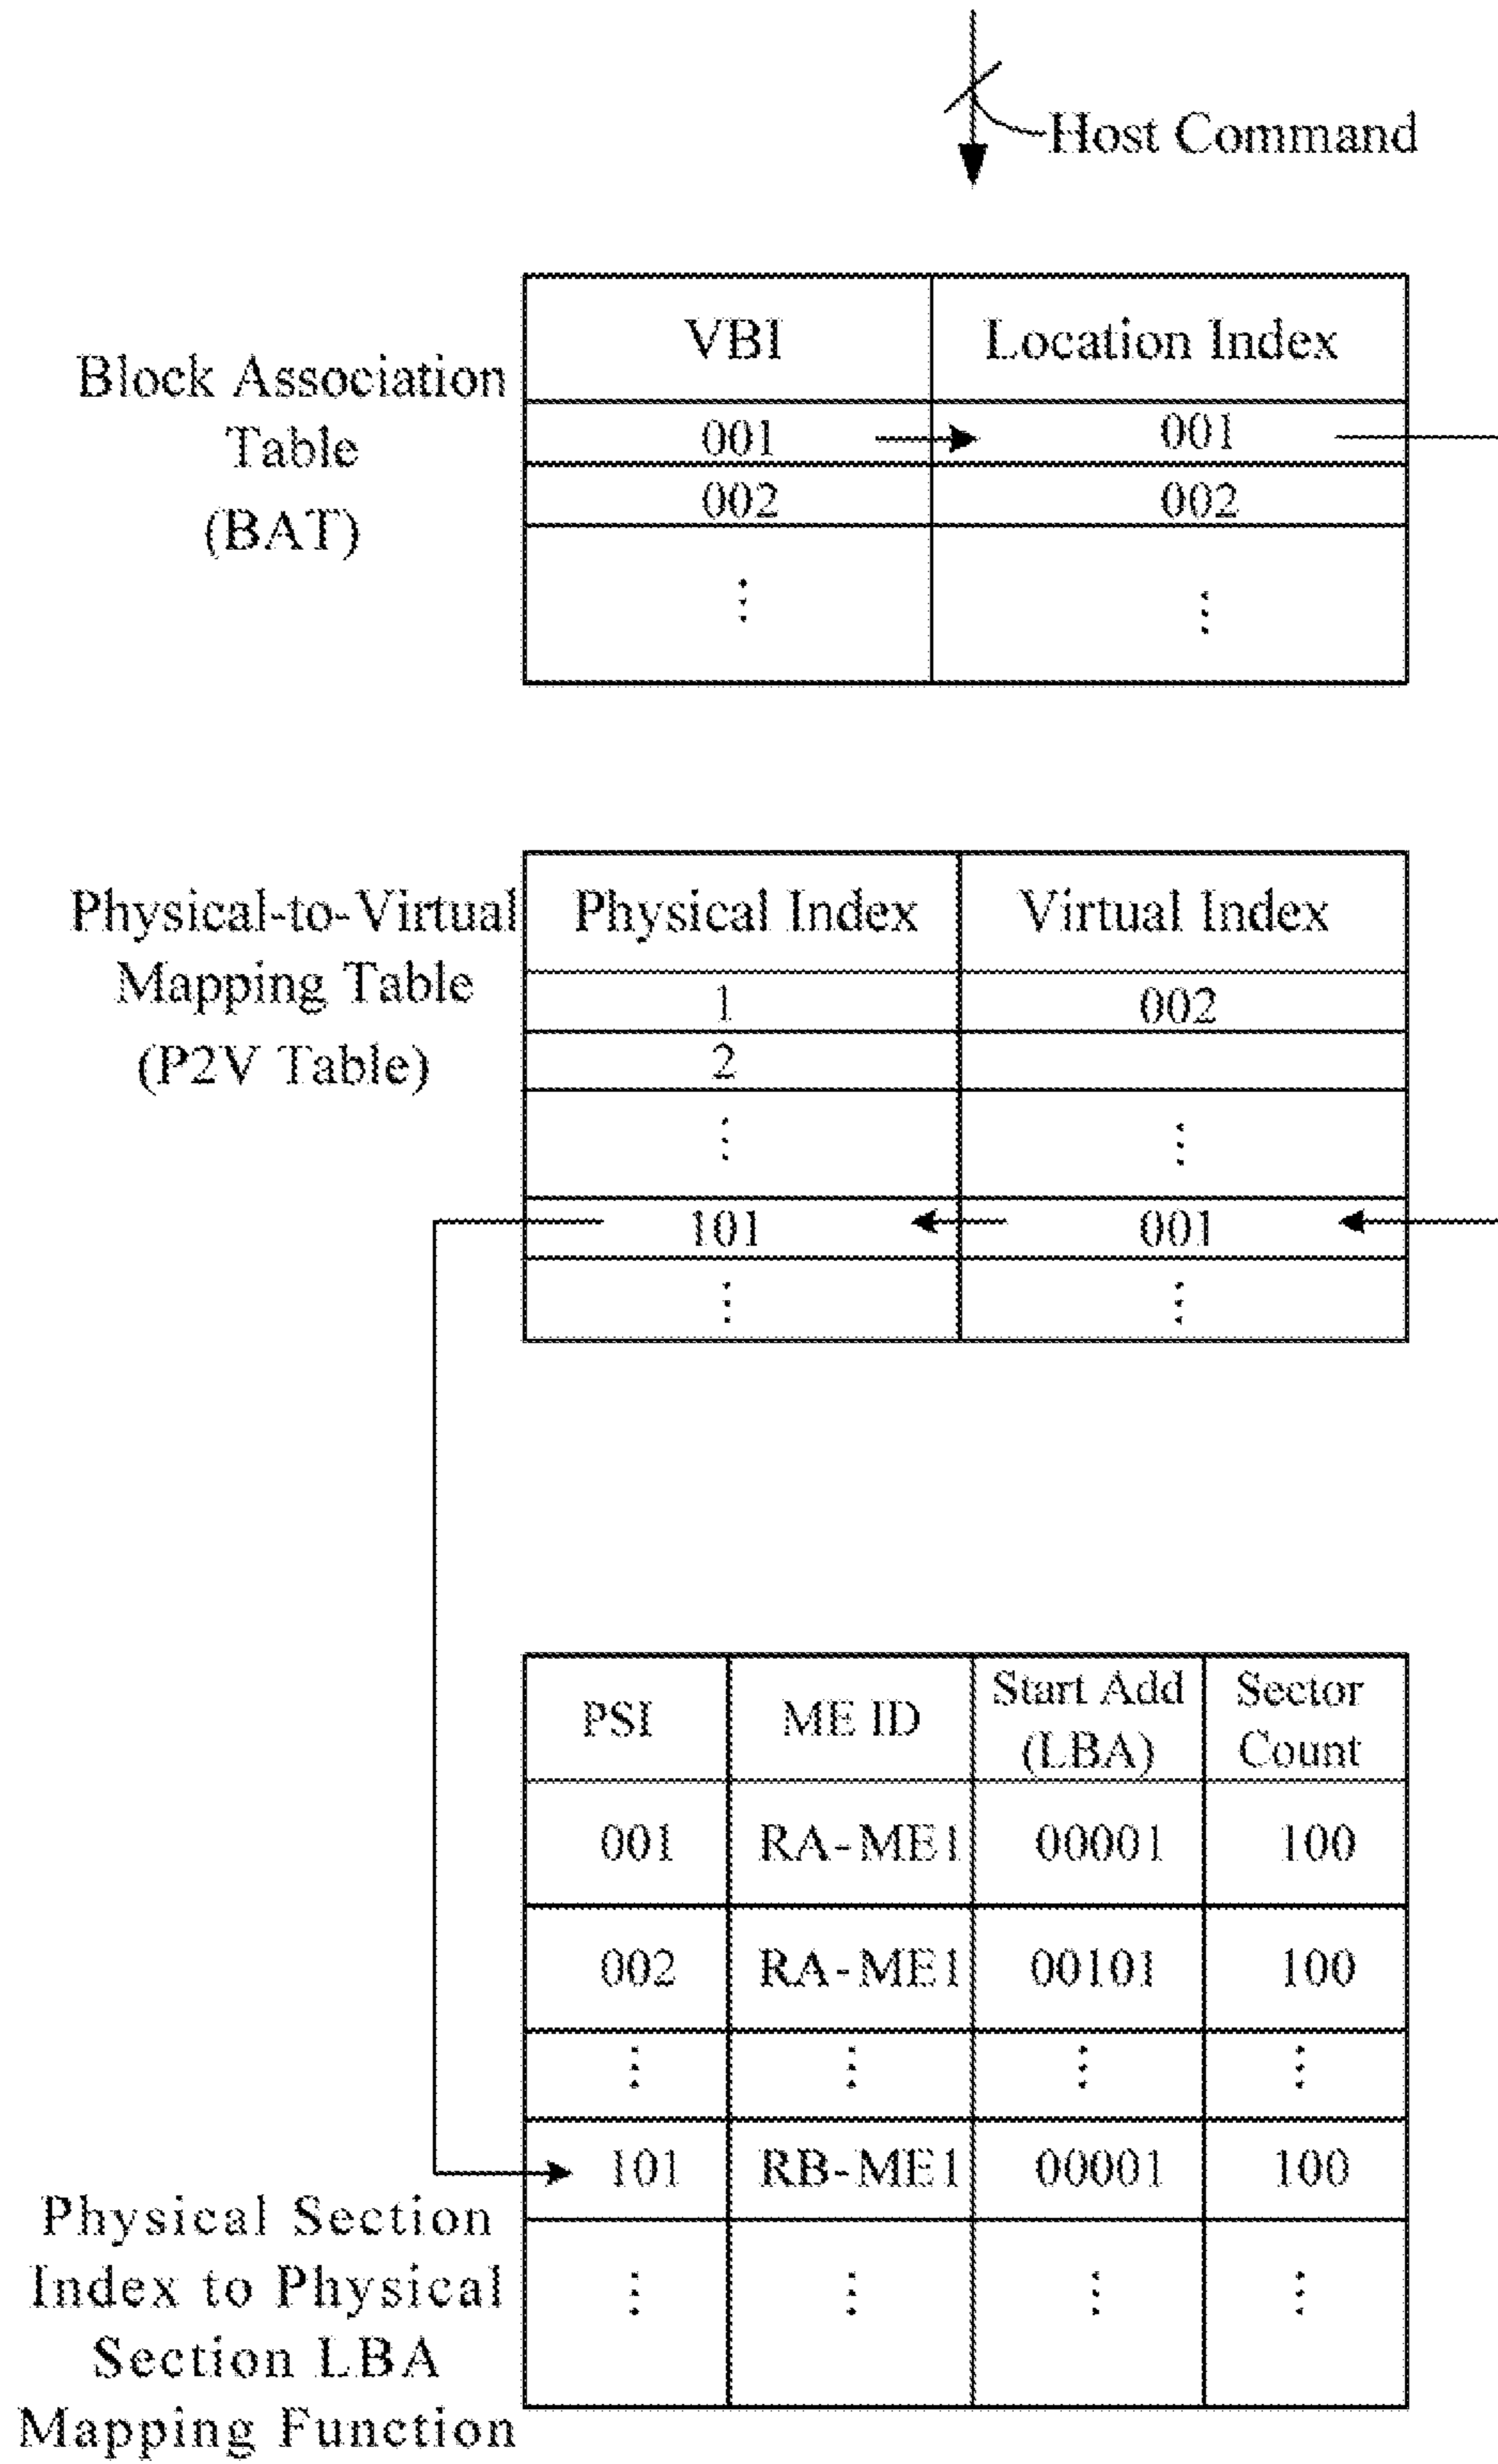 Host Command
Block Association
Table
(BAT)
VBI Location Index
001 001
002 002
⋮ ⋮
Physical-to-Virtual
Mapping Table
(P2V Table)
Physical Index Virtual Index
1 002
2
⋮ ⋮
101 001
⋮ ⋮
PSI ME ID Start Add (LBA) Sector Count
001 RA-ME1 00001 100
002 RA-ME1 00101 100
⋮ ⋮ ⋮ ⋮
101 RB-ME1 00001 100
⋮ ⋮ ⋮ ⋮
Physical Section
Index to Physical
Section LBA
Mapping Function